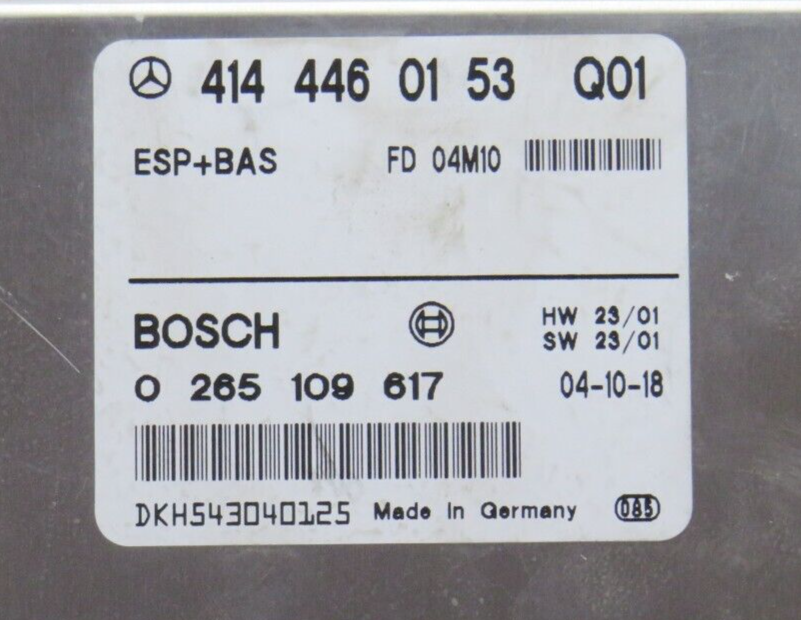 414 446 01 53 Q01
ESP+BAS FD 04M10
BOSCH HW 23/01
SW 23/01
0 265 109 617 04-10-18
DKH543040125 Made In Germany 085